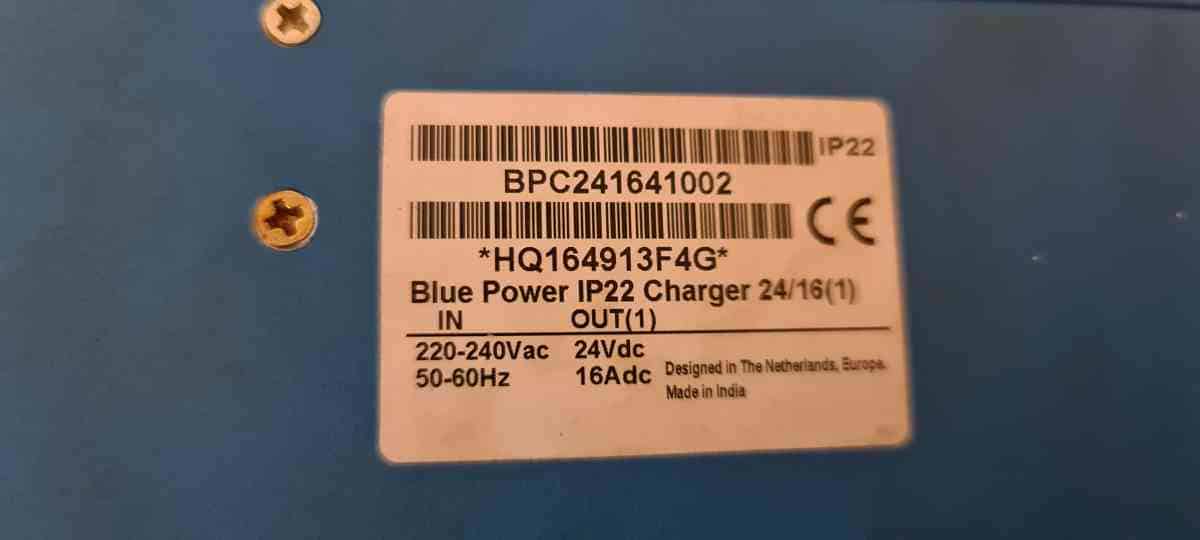 IP22
BPC241641002
CE
*HQ164913F4G*
Blue Power IP22 Charger 24/16(1)
IN OUT(1)
220-240Vac 24Vdc
50-60Hz 16Adc
Designed in The Netherlands, Europe.
Made in India